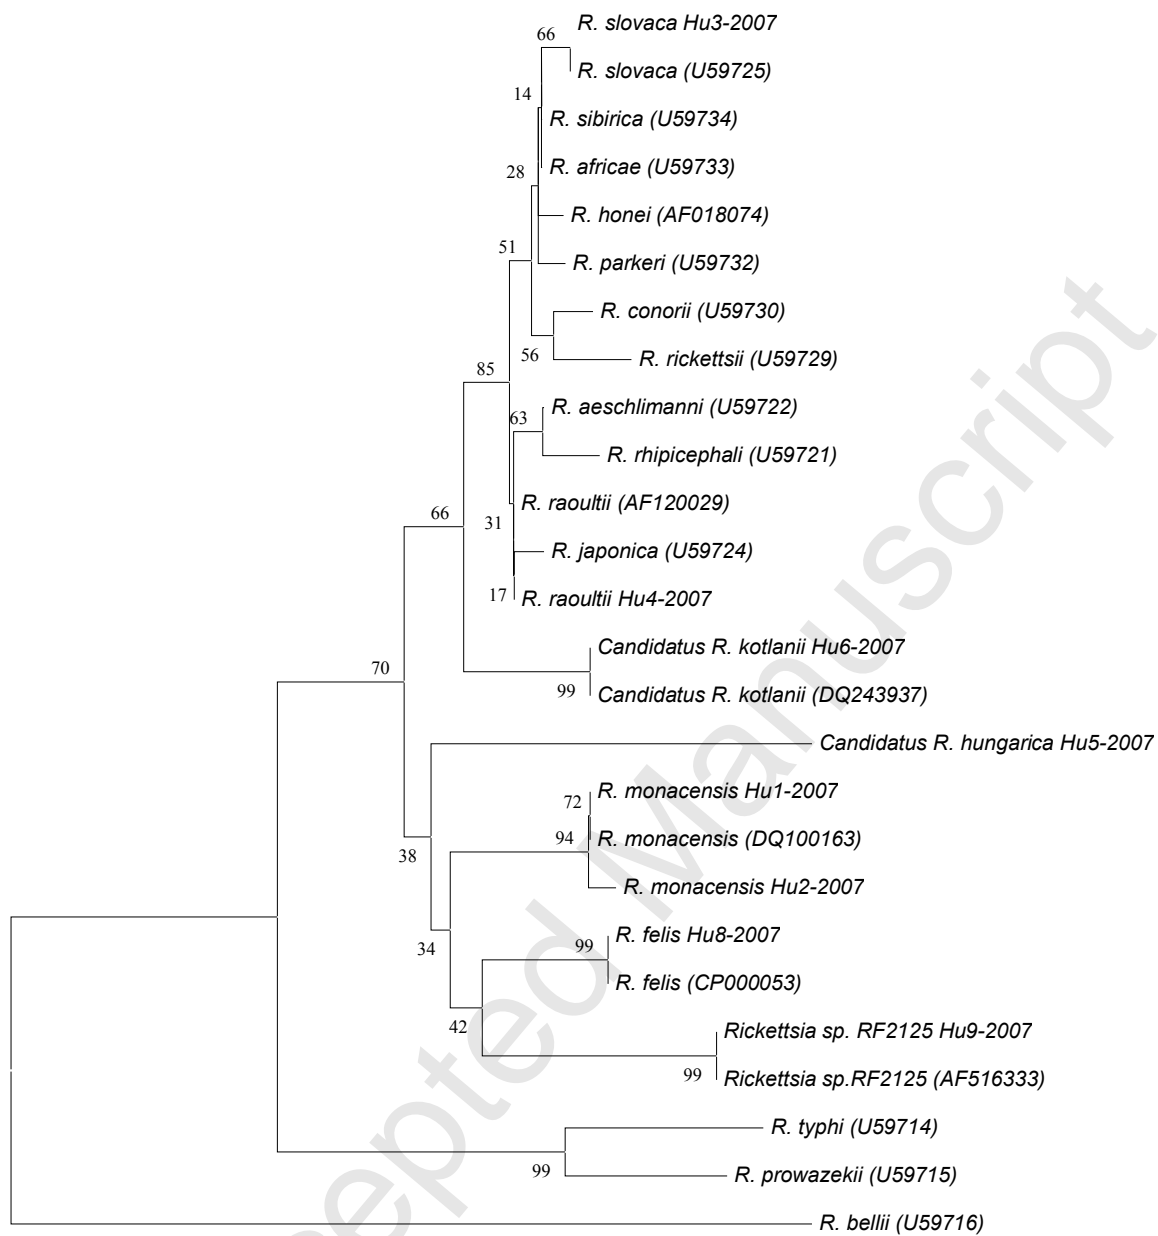 R. slovaca Hu3-2007
66
R. slovaca (U59725)
14
R. sibirica (U59734)
R. africae (U59733)
28
R. honei (AF018074)
51
R. parkeri (U59732)
R. conorii (U59730)
56
R. rickettsii (U59729)
85
R. aeschlimanni (U59722)
63
R. rhipicephali (U59721)
R. raoultii (AF120029)
66
31
R. japonica (U59724)
17
R. raoultii Hu4-2007
Candidatus R. kotlanii Hu6-2007
70
99
Candidatus R. kotlanii (DQ243937)
Candidatus R. hungarica Hu5-2007
R. monacensis Hu1-2007
72
R. monacensis (DQ100163)
94
38
R. monacensis Hu2-2007
R. felis Hu8-2007
99
34
R. felis (CP000053)
42
Rickettsia sp. RF2125 Hu9-2007
99
Rickettsia sp.RF2125 (AF516333)
R. typhi (U59714)
99
R. prowazekii (U59715)
R. bellii (U59716)
epted Manuscript